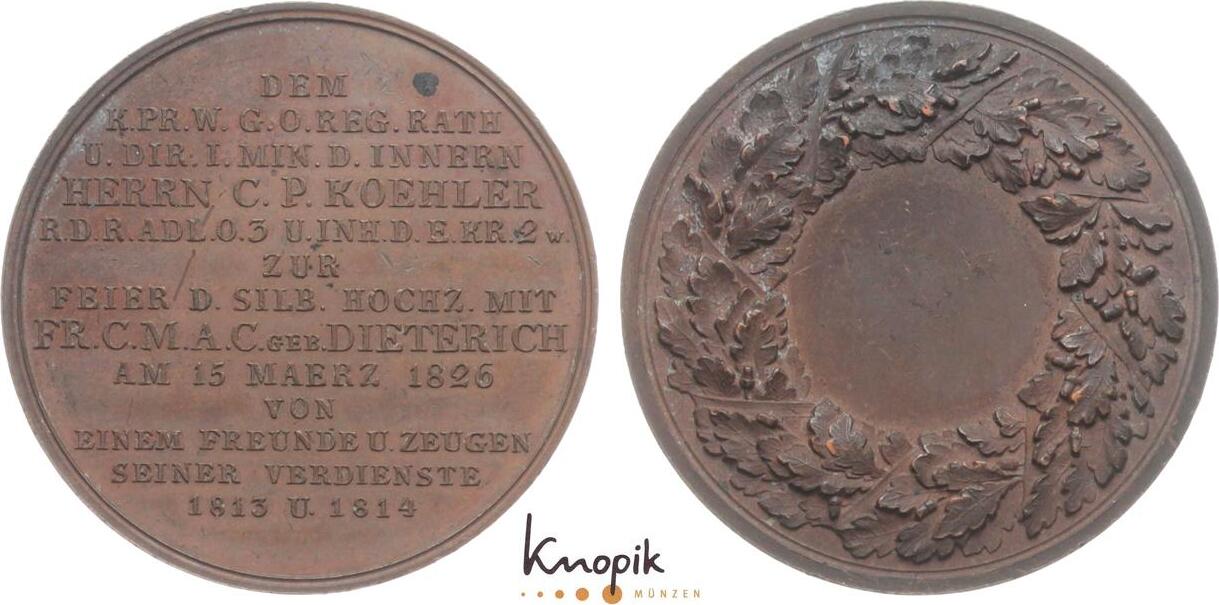 DEM
K.PR.W. G.O.REG.RATH
U. DIR. I. MIN. D. INNERN
HERRN C. P. KOEHLER
R.D.R.ADL.O.3 U.INH.D.E.KR.2 W.
ZUR
FEIER D. SILB. HOCHZ. MIT
FR.C.M.A.C.GEB.DIETERICH
AM 15 MAERZ 1826
VON
EINEM FREUNDE U. ZEUGEN
SEINER VERDIENSTE
1813 U. 1814
Knopik
MÜNZEN